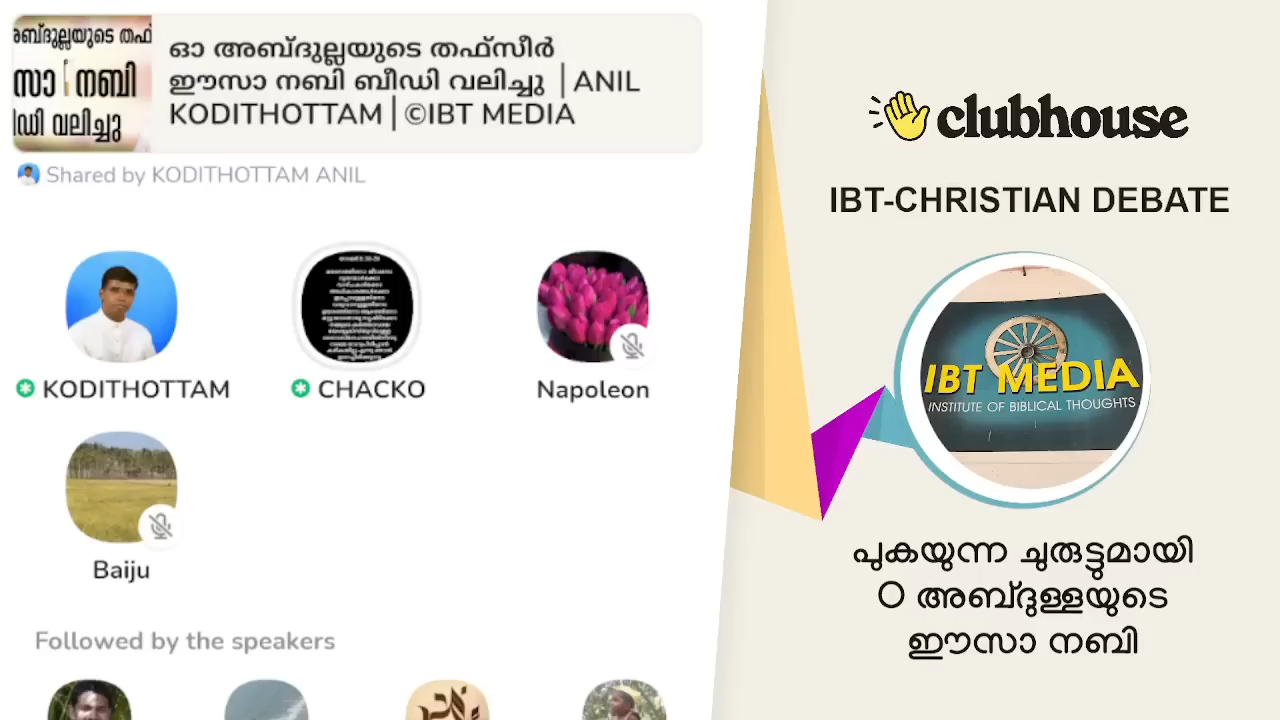 ഓ അബ്ദുല്ലയുടെ തഫ്സീർ
ഈസാ നബി ബീഡി വലിച്ചു | ANIL
KODITHOTTAM | ©IBT MEDIA
Shared by KODITHOTTAM ANIL
KODITHOTTAM
CHACKO
Napoleon
Baiju
Followed by the speakers
clubhouse
IBT-CHRISTIAN DEBATE
IBT MEDIA
INSTITUTE OF BIBLICAL THOUGHTS
പുകയുന്ന ചുരുട്ടുമായി
O അബ്ദുള്ളയുടെ
ഈസാ നബി